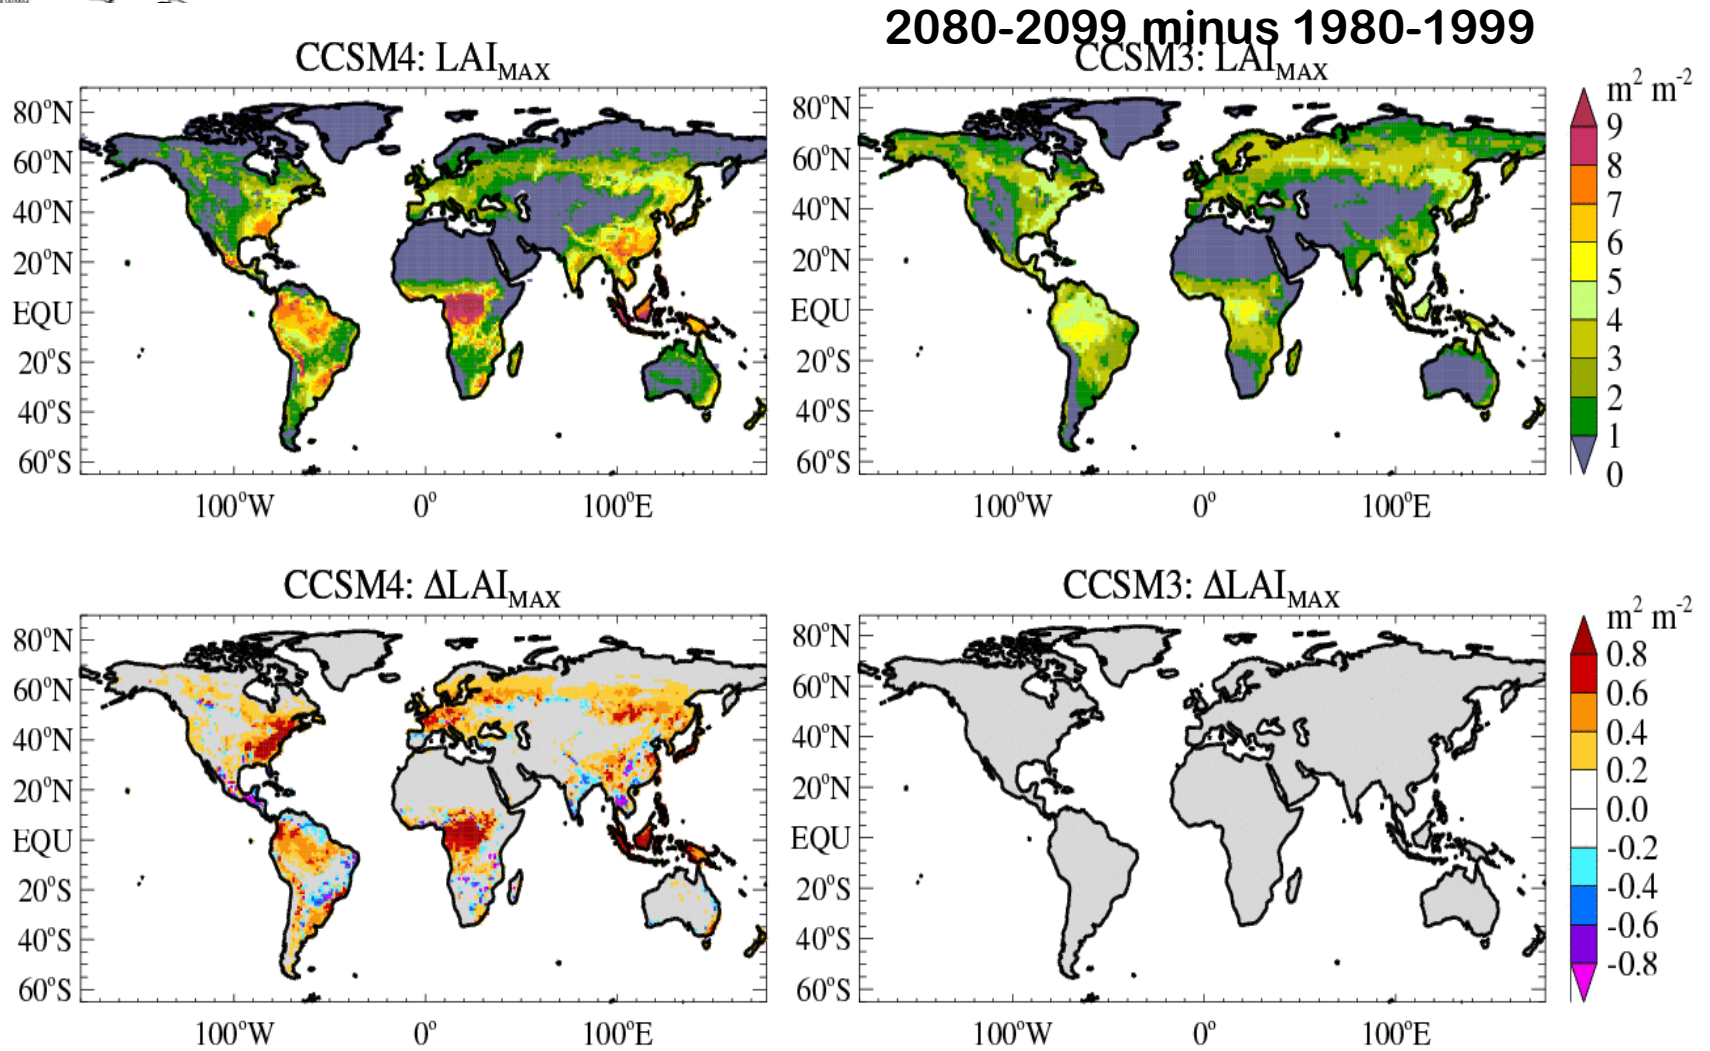 2080-2099 minus 1980-1999
CCSM4: LAI_MAX
CCSM3: LAI_MAX
m² m⁻²
80°N
60°N
40°N
20°N
EQU
20°S
40°S
60°S
100°W 0° 100°E
80°N
60°N
40°N
20°N
EQU
20°S
40°S
60°S
100°W 0° 100°E
9
8
7
6
5
4
3
2
1
0
CCSM4: ΔLAI_MAX
CCSM3: ΔLAI_MAX
m² m⁻²
80°N
60°N
40°N
20°N
EQU
20°S
40°S
60°S
100°W 0° 100°E
80°N
60°N
40°N
20°N
EQU
20°S
40°S
60°S
100°W 0° 100°E
0.8
0.6
0.4
0.2
0.0
-0.2
-0.4
-0.6
-0.8